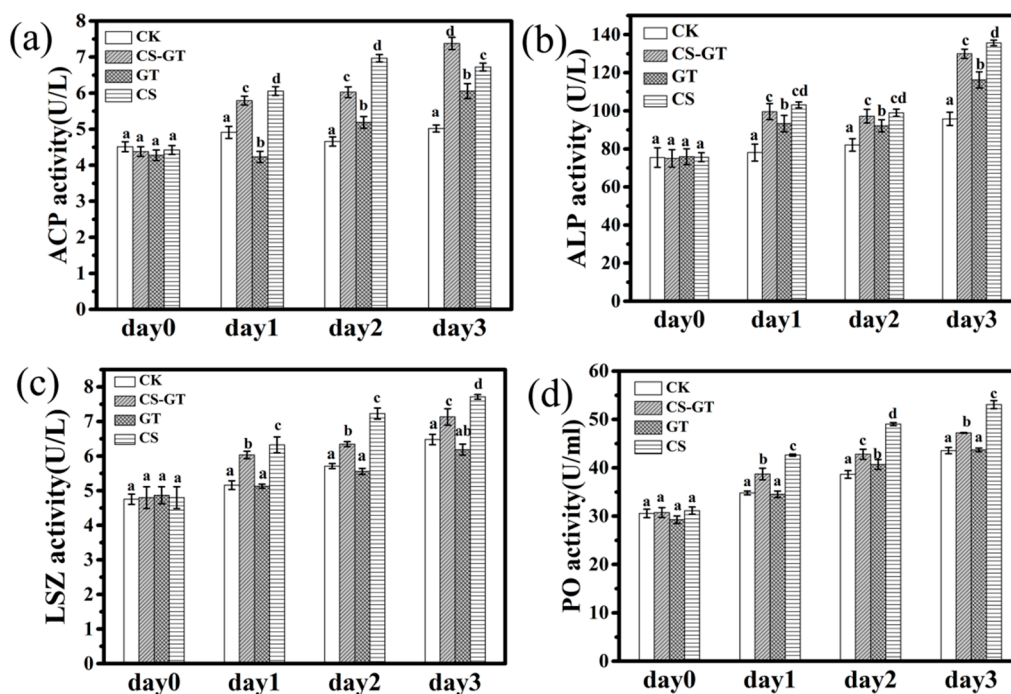 (a)
ACP activity(U/L)
8
7
6
5
4
3
2
1
0
CK
CS-GT
GT
CS
a a a a
a c b d
a c b d
a d b c
day0 day1 day2 day3
(b)
ALP activity (U/L)
140
120
100
80
60
40
20
0
CK
CS-GT
GT
CS
a a a a
a c b cd
a c b cd
a c b d
day0 day1 day2 day3
(c)
LSZ activity(U/L)
8
7
6
5
4
3
2
1
0
CK
CS-GT
GT
CS
a a a a
a b a c
a b a c
a c ab d
day0 day1 day2 day3
(d)
PO activity(U/ml)
60
50
40
30
20
10
0
CK
CS-GT
GT
CS
a a a a
a b a c
a c b d
a b a c
day0 day1 day2 day3